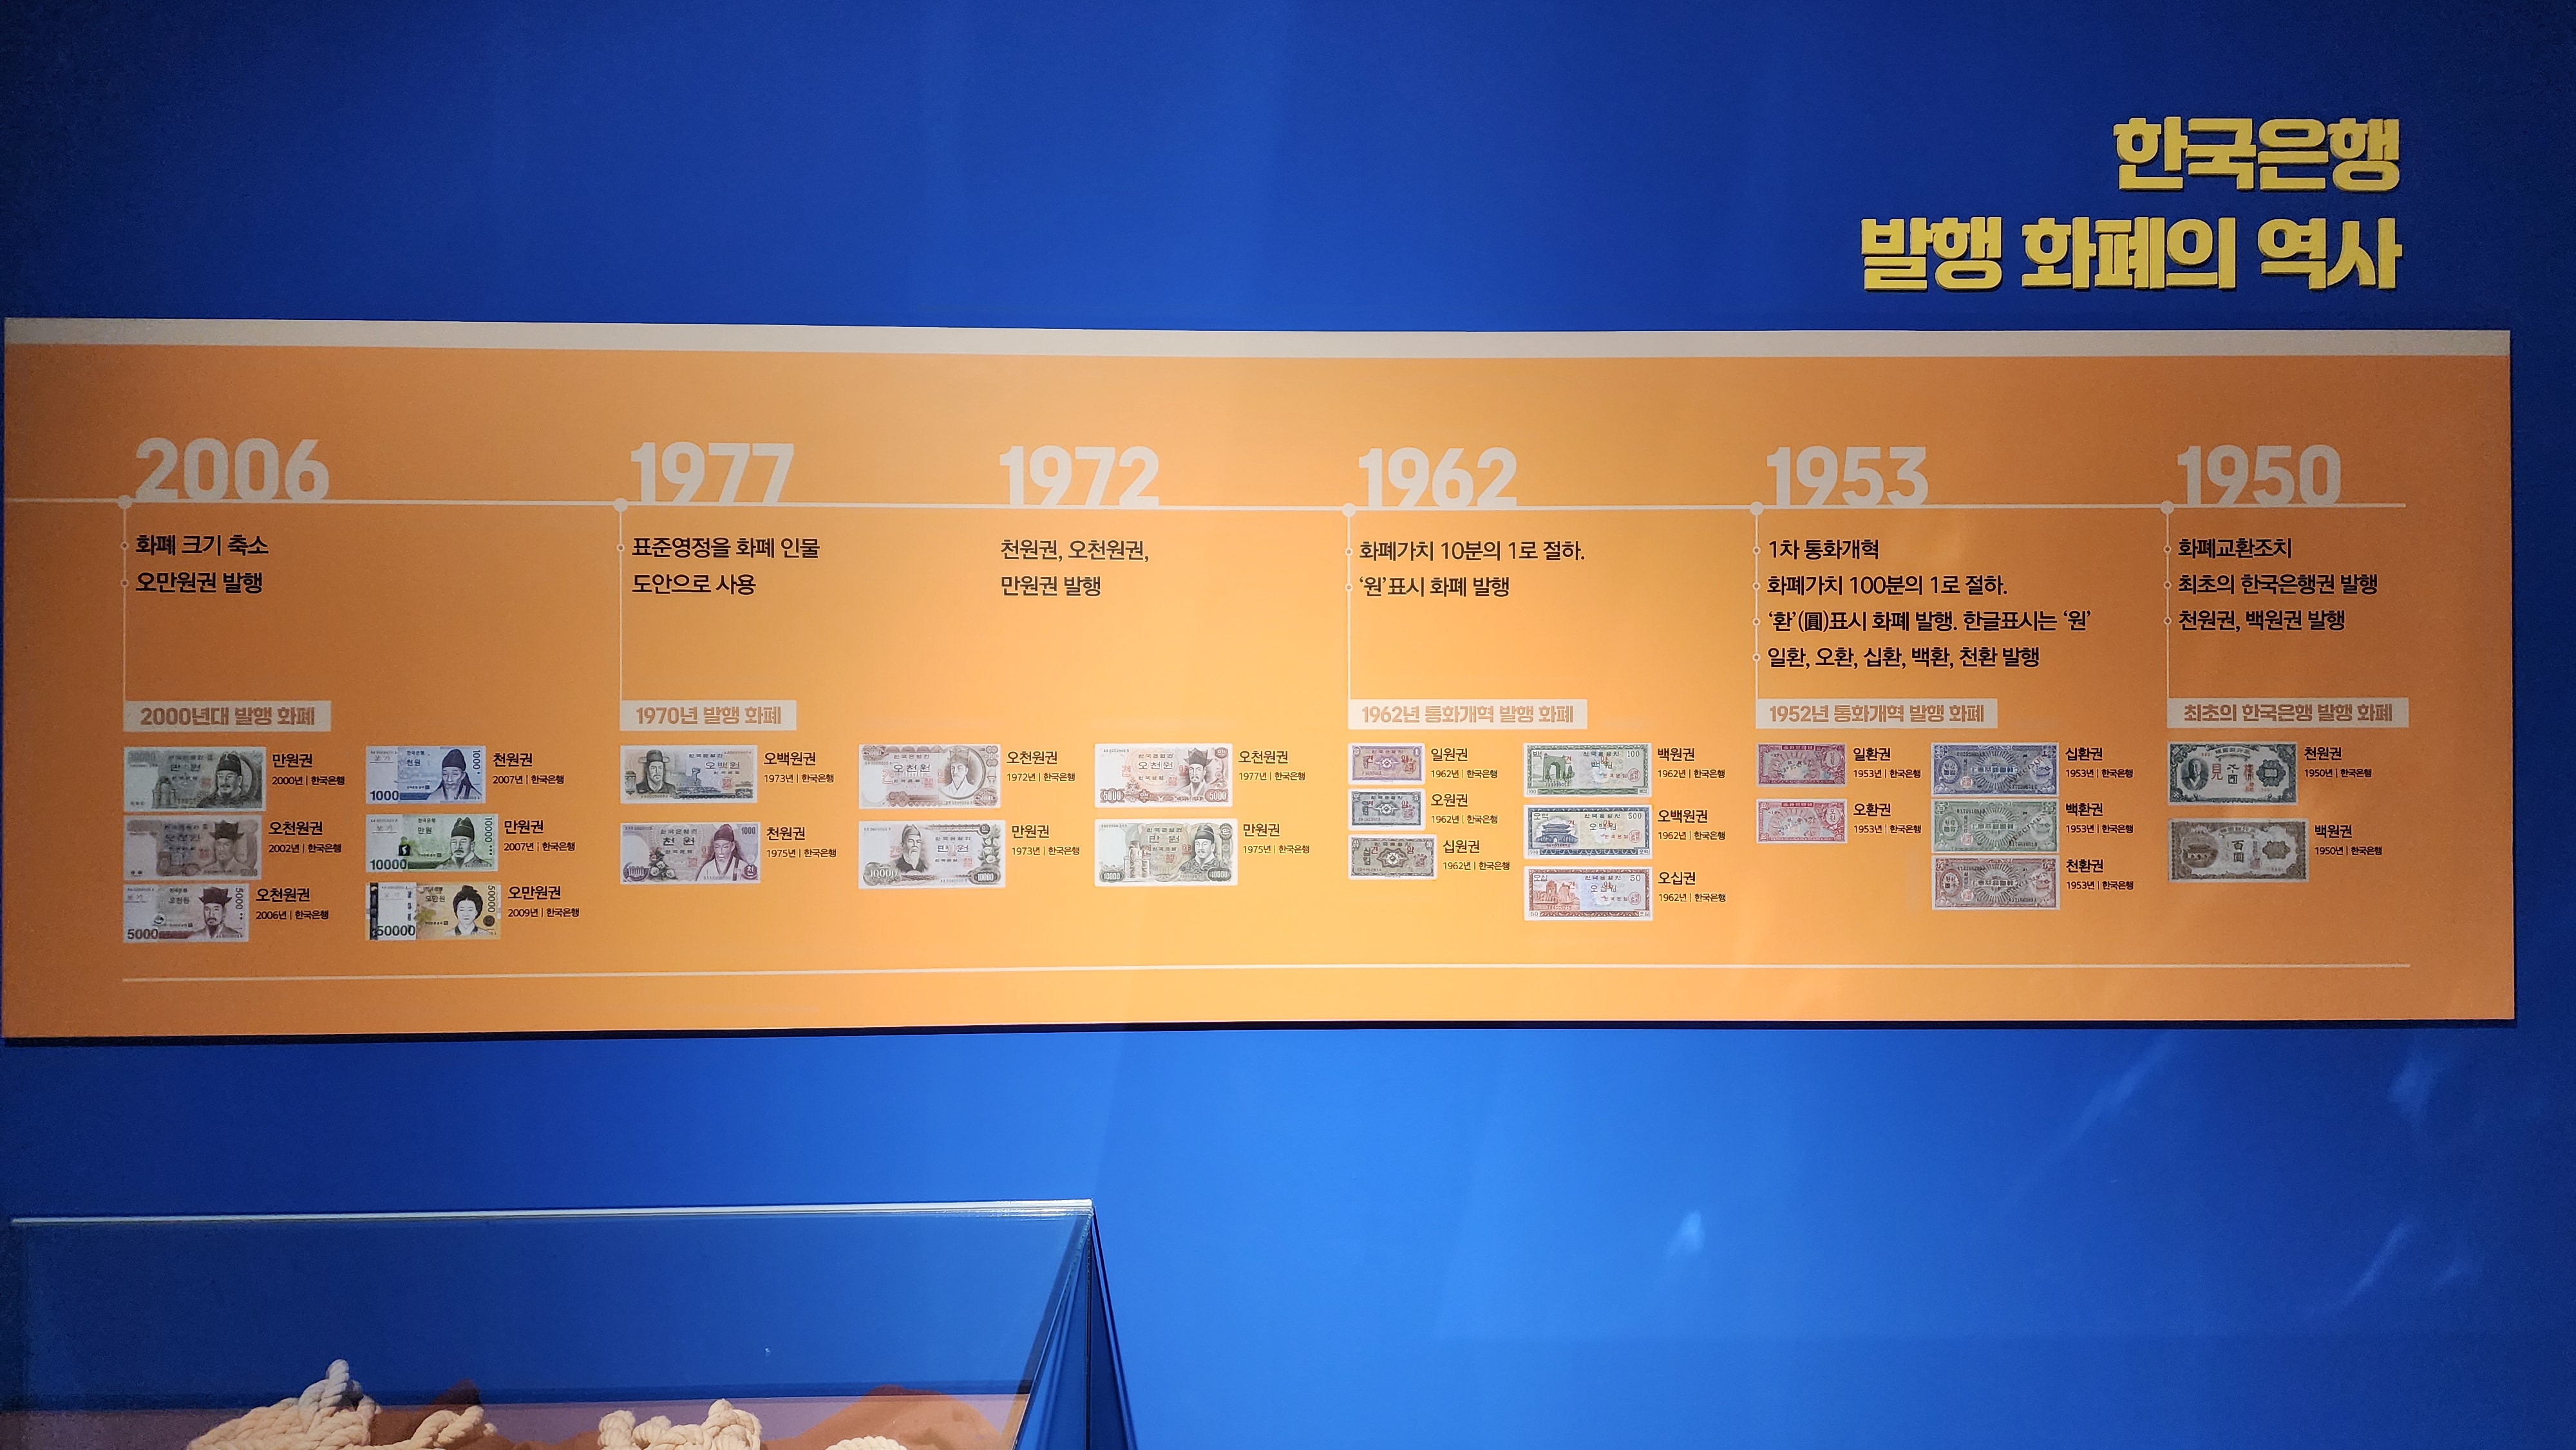 한국은행
발행 화폐의 역사
2006
화폐 크기 축소
오만원권 발행
2000년대 발행 화폐
만원권
2000년 | 한국은행
오천원권
2002년 | 한국은행
오천원권
2006년 | 한국은행
천원권
2007년 | 한국은행
만원권
2007년 | 한국은행
오만원권
2009년 | 한국은행
1977
표준영정을 화폐 인물
도안으로 사용
1970년 발행 화폐
오백원권
1973년 | 한국은행
천원권
1975년 | 한국은행
1972
천원권, 오천원권,
만원권 발행
오천원권
1972년 | 한국은행
만원권
1973년 | 한국은행
오천원권
1977년 | 한국은행
만원권
1975년 | 한국은행
1962
화폐가치 10분의 1로 절하.
‘원’표시 화폐 발행
1962년 통화개혁 발행 화폐
일원권
1962년 | 한국은행
오원권
1962년 | 한국은행
십원권
1962년 | 한국은행
백원권
1962년 | 한국은행
오백원권
1962년 | 한국은행
오십권
1962년 | 한국은행
1953
1차 통화개혁
화폐가치 100분의 1로 절하.
‘환’(圓)표시 화폐 발행. 한글표시는 ‘원’
일환, 오환, 십환, 백환, 천환 발행
1952년 통화개혁 발행 화폐
일환권
1953년 | 한국은행
오환권
1953년 | 한국은행
십환권
1953년 | 한국은행
백환권
1953년 | 한국은행
천환권
1953년 | 한국은행
1950
화폐교환조치
최초의 한국은행권 발행
천원권, 백원권 발행
최초의 한국은행 발행 화폐
천원권
1950년 | 한국은행
백원권
1950년 | 한국은행